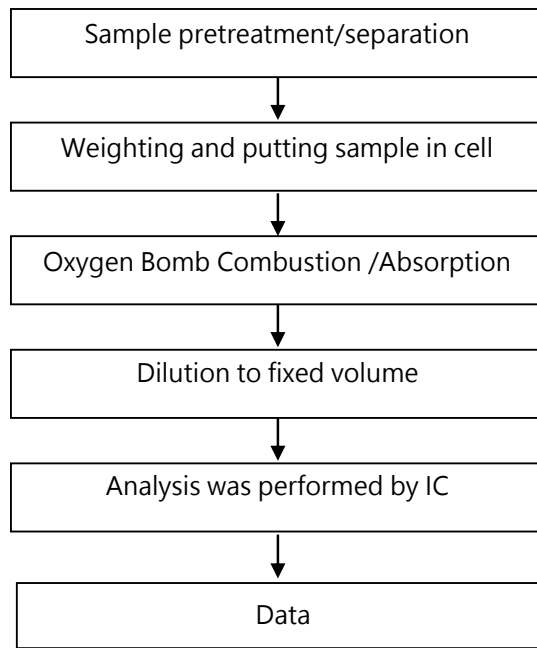 Sample pretreatment/separation
Weighting and putting sample in cell
Oxygen Bomb Combustion /Absorption
Dilution to fixed volume
Analysis was performed by IC
Data